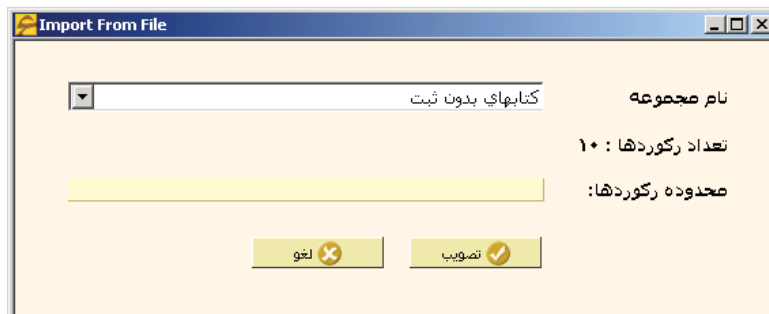 Import From File
نام مجموعه کتابهاي بدون ثبت
تعداد رکوردها : ۱۰
محدوده رکوردها:
تصویب لغو